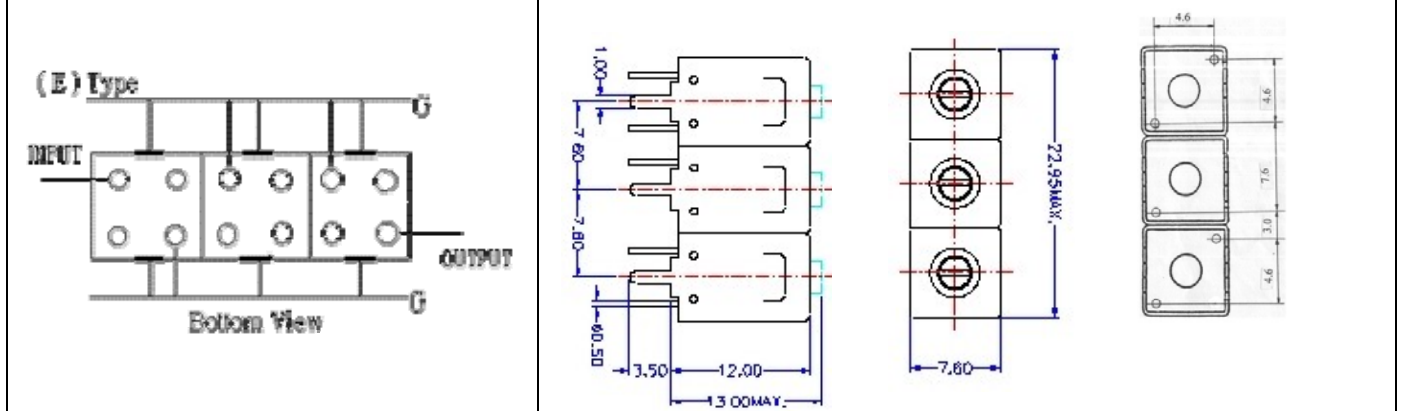 (E) Type
G
INPUT
OUTPUT
G
Bottom View
1.00
7.60
7.60
ø0.50
3.50
12.00
13.00MAX.
22.95MAX.
7.60
4.6
4.6
7.6
3.0
4.6